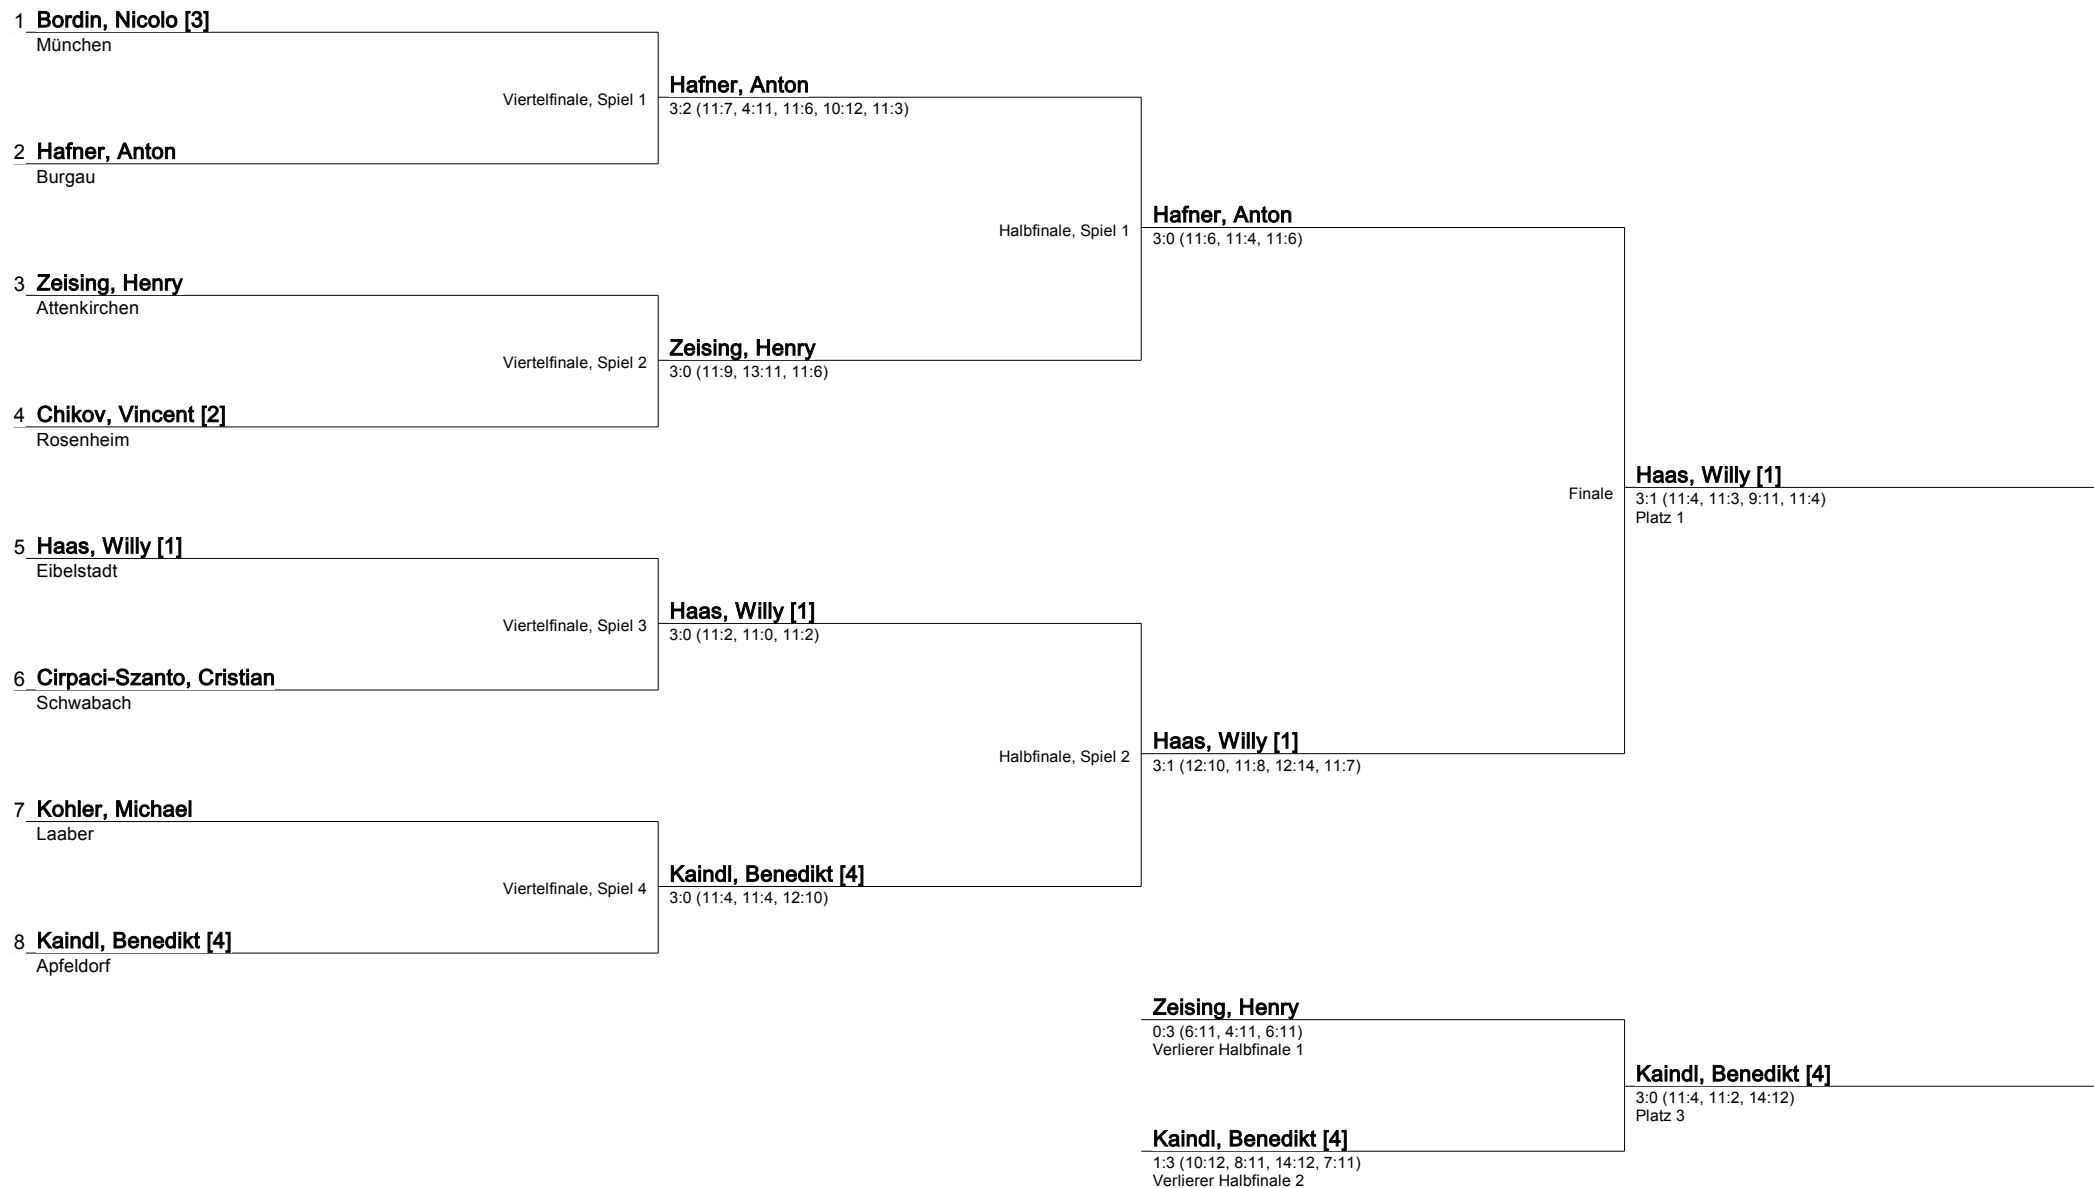 1 Bordin, Nicolo [3]
München
Viertelfinale, Spiel 1
Hafner, Anton
3:2 (11:7, 4:11, 11:6, 10:12, 11:3)
2 Hafner, Anton
Burgau
Halbfinale, Spiel 1
Hafner, Anton
3:0 (11:6, 11:4, 11:6)
3 Zeising, Henry
Attenkirchen
Viertelfinale, Spiel 2
Zeising, Henry
3:0 (11:9, 13:11, 11:6)
4 Chikov, Vincent [2]
Rosenheim
Finale
Haas, Willy [1]
3:1 (11:4, 11:3, 9:11, 11:4)
Platz 1
5 Haas, Willy [1]
Eibelstadt
Viertelfinale, Spiel 3
Haas, Willy [1]
3:0 (11:2, 11:0, 11:2)
6 Cirpaci-Szanto, Cristian
Schwabach
Halbfinale, Spiel 2
Haas, Willy [1]
3:1 (12:10, 11:8, 12:14, 11:7)
7 Kohler, Michael
Laaber
Viertelfinale, Spiel 4
Kaindl, Benedikt [4]
3:0 (11:4, 11:4, 12:10)
8 Kaindl, Benedikt [4]
Apfeldorf
Zeising, Henry
0:3 (6:11, 4:11, 6:11)
Verlierer Halbfinale 1
Kaindl, Benedikt [4]
3:0 (11:4, 11:2, 14:12)
Platz 3
Kaindl, Benedikt [4]
1:3 (10:12, 8:11, 14:12, 7:11)
Verlierer Halbfinale 2